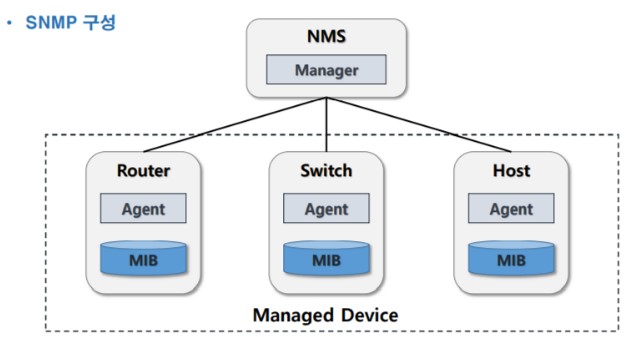 • SNMP 구성
NMS
Manager
Router
Switch
Host
Agent
Agent
Agent
MIB
MIB
MIB
Managed Device